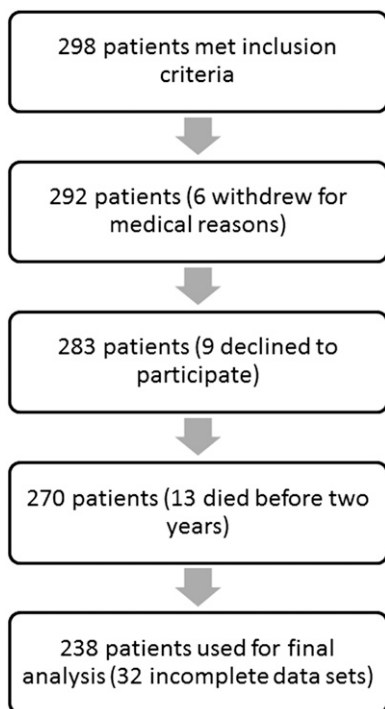 298 patients met inclusion
criteria
292 patients (6 withdrew for
medical reasons)
283 patients (9 declined to
participate)
270 patients (13 died before two
years)
238 patients used for final
analysis (32 incomplete data sets)